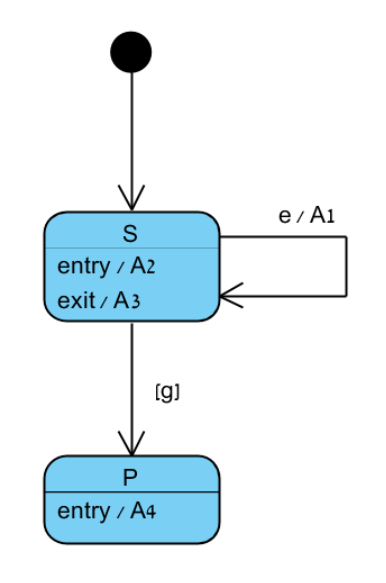 S
e / A1
entry / A2
exit / A3
[g]
P
entry / A4